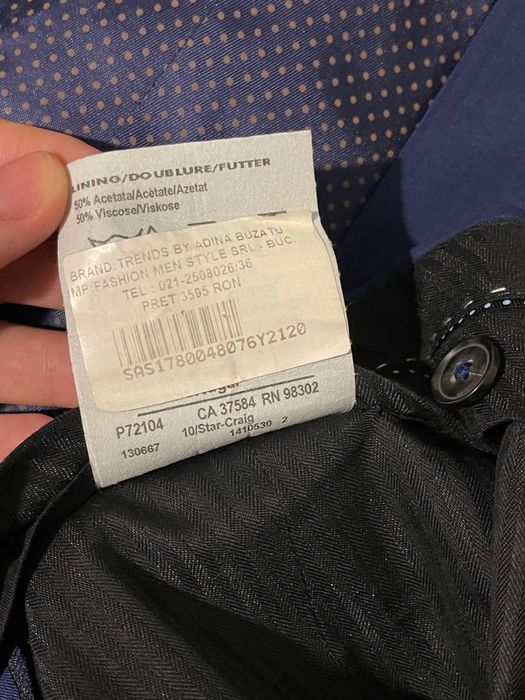 LINING/DOUBLURE/FUTTER
50% Acetata/Acétate/Azetat
50% Viscose/Viskose
BRAND: TRENDS BY ADINA BUZATU
IMP: FASHION MEN STYLE SRL - BUC.
TEL : 021-2508026/36
PRET 3595 RON
SAS1780048076Y2120
CA 37584 RN 98302
P72104 10/Star-Craig
130667 1410530 2